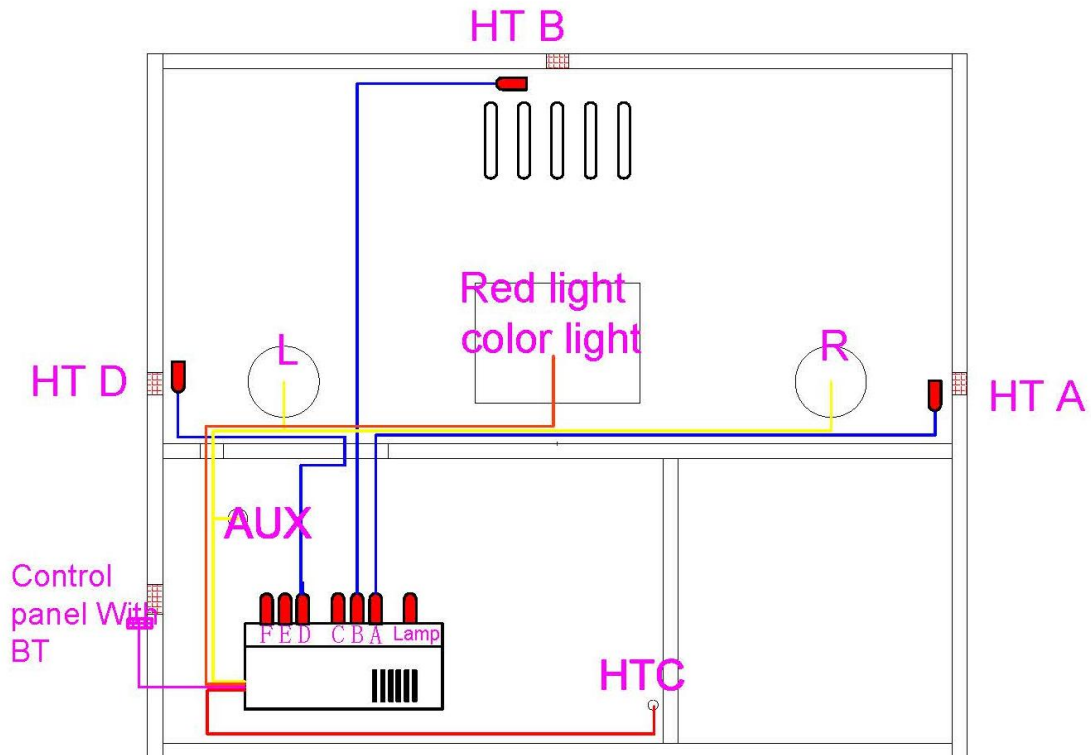 HT B
Red light
color light
L
R
HT D
HT A
AUX
Control
panel With
BT
F E D C B A Lamp
HTC